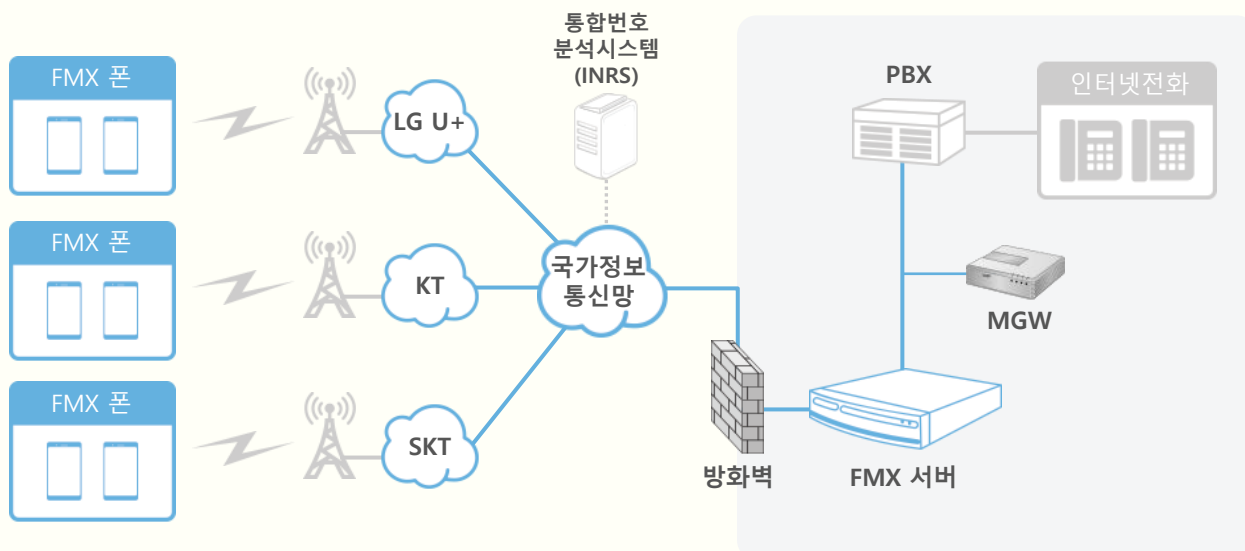 통합번호
분석시스템
(INRS)
FMX 폰
LG U+
PBX
인터넷전화
FMX 폰
KT
국가정보
통신망
MGW
FMX 폰
SKT
방화벽
FMX 서버